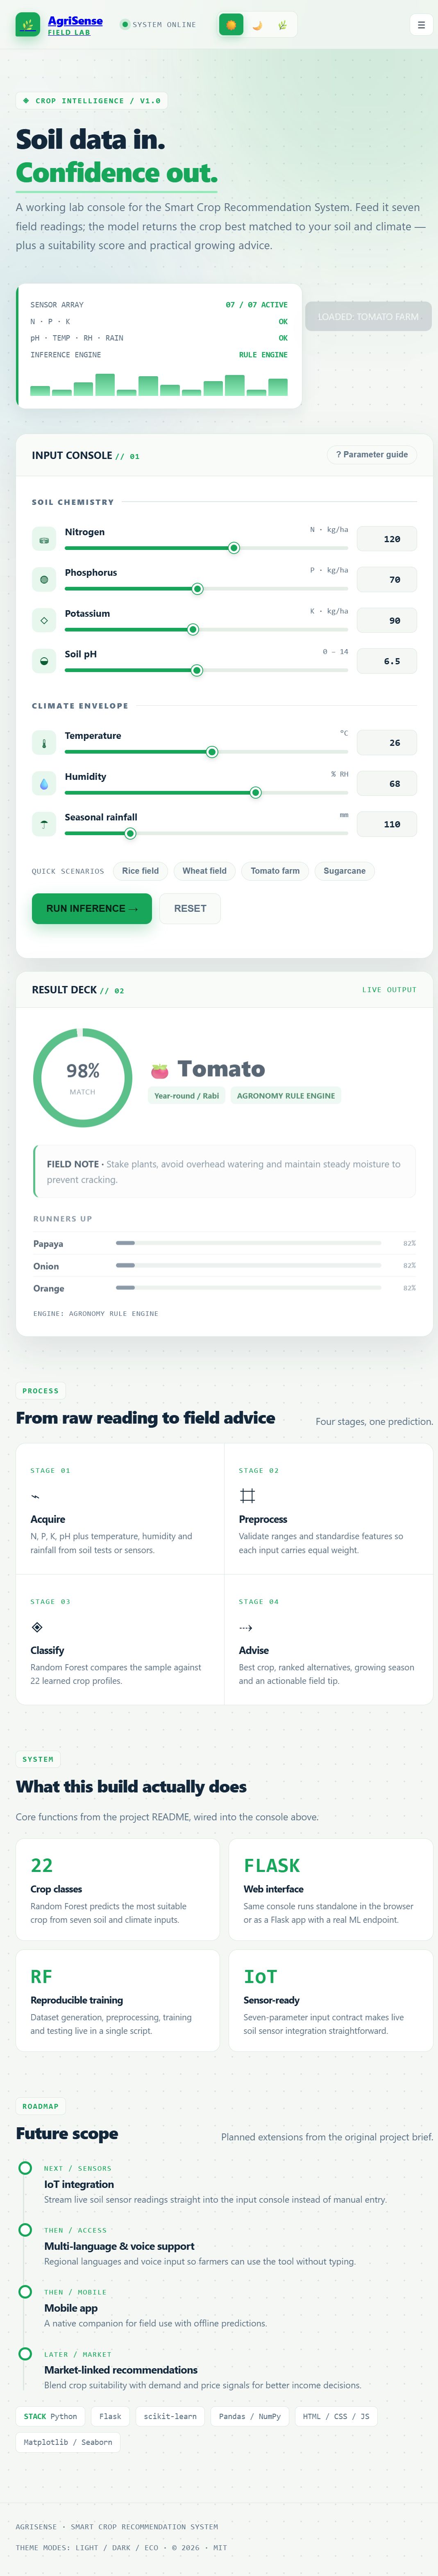 AgriSense
FIELD LAB
SYSTEM ONLINE
◈ CROP INTELLIGENCE / V1.0
Soil data in.
Confidence out.
A working lab console for the Smart Crop Recommendation System. Feed it seven
field readings; the model returns the crop best matched to your soil and climate —
plus a suitability score and practical growing advice.
SENSOR ARRAY 07 / 07 ACTIVE
N · P · K OK
pH · TEMP · RH · RAIN OK
INFERENCE ENGINE RULE ENGINE
LOADED: TOMATO FARM
INPUT CONSOLE // 01
? Parameter guide
SOIL CHEMISTRY
Nitrogen N · kg/ha 120
Phosphorus P · kg/ha 70
Potassium K · kg/ha 90
Soil pH 0 – 14 6.5
CLIMATE ENVELOPE
Temperature °C 26
Humidity % RH 68
Seasonal rainfall mm 110
QUICK SCENARIOS Rice field Wheat field Tomato farm Sugarcane
RUN INFERENCE → RESET
RESULT DECK // 02
LIVE OUTPUT
98%
MATCH
Tomato
Year-round / Rabi AGRONOMY RULE ENGINE
FIELD NOTE · Stake plants, avoid overhead watering and maintain steady moisture to
prevent cracking.
RUNNERS UP
Papaya 82%
Onion 82%
Orange 82%
ENGINE: AGRONOMY RULE ENGINE
PROCESS
From raw reading to field advice
Four stages, one prediction.
STAGE 01
Acquire
N, P, K, pH plus temperature, humidity and
rainfall from soil tests or sensors.
STAGE 02
Preprocess
Validate ranges and standardise features so
each input carries equal weight.
STAGE 03
Classify
Random Forest compares the sample against
22 learned crop profiles.
STAGE 04
Advise
Best crop, ranked alternatives, growing season
and an actionable field tip.
SYSTEM
What this build actually does
Core functions from the project README, wired into the console above.
22
Crop classes
Random Forest predicts the most suitable
crop from seven soil and climate inputs.
FLASK
Web interface
Same console runs standalone in the browser
or as a Flask app with a real ML endpoint.
RF
Reproducible training
Dataset generation, preprocessing, training
and testing live in a single script.
IoT
Sensor-ready
Seven-parameter input contract makes live
soil sensor integration straightforward.
ROADMAP
Future scope
Planned extensions from the original project brief.
NEXT / SENSORS
IoT integration
Stream live soil sensor readings straight into the input console instead of manual entry.
THEN / ACCESS
Multi-language & voice support
Regional languages and voice input so farmers can use the tool without typing.
THEN / MOBILE
Mobile app
A native companion for field use with offline predictions.
LATER / MARKET
Market-linked recommendations
Blend crop suitability with demand and price signals for better income decisions.
STACK Python Flask scikit-learn Pandas / NumPy HTML / CSS / JS
Matplotlib / Seaborn
AGRISENSE · SMART CROP RECOMMENDATION SYSTEM
THEME MODES: LIGHT / DARK / ECO · © 2026 · MIT